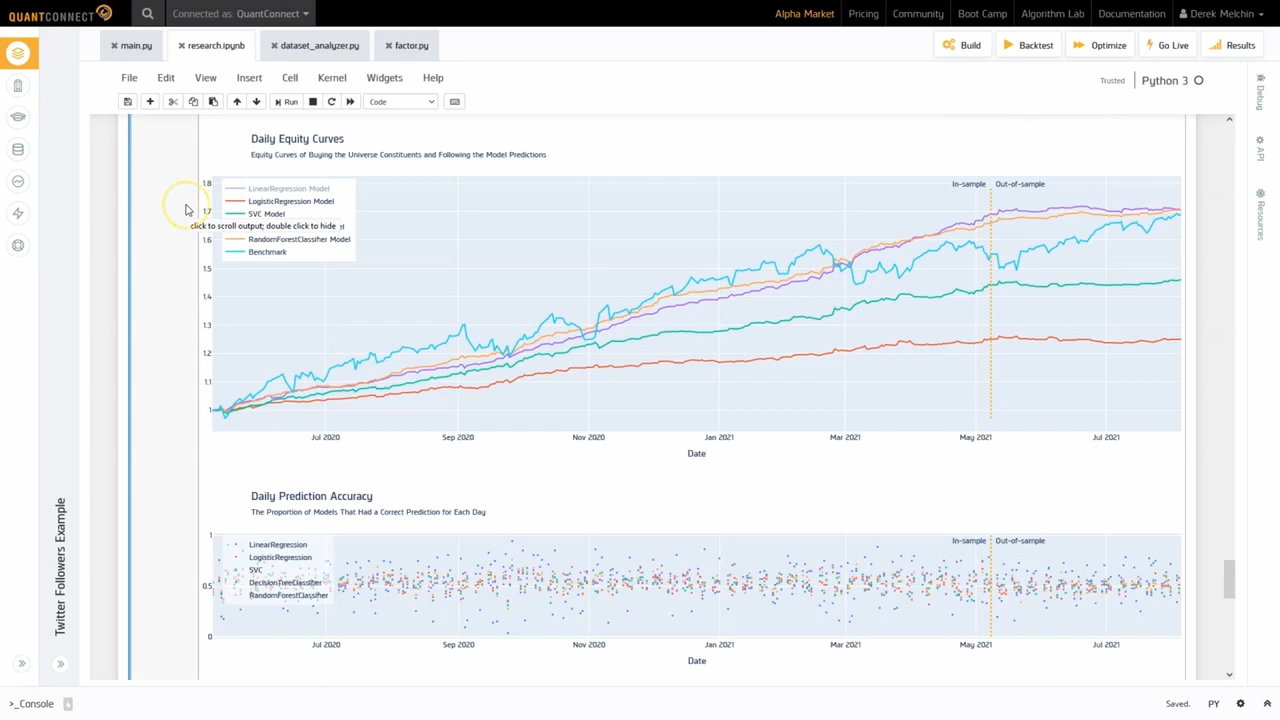 QUANTCONNECT
Connected as: QuantConnect
Alpha Market
Pricing
Community
Boot Camp
Algorithm Lab
Documentation
Derek Melchin
main.py
research.ipynb
dataset_analyzer.py
factor.py
Build
Backtest
Optimize
Go Live
Results
File
Edit
View
Insert
Cell
Kernel
Widgets
Help
Trusted
Python 3
Run
Code
Debug
API
Resources
Twitter Followers Example
Daily Equity Curves
Equity Curves of Buying the Universe Constituents and Following the Model Predictions
In-sample
Out-of-sample
1.8
1.7
1.6
1.5
1.4
1.3
1.2
1.1
1
LinearRegression Model
LogisticRegression Model
SVC Model
click to scroll output; double click to hide
RandomForestClassifier Model
Benchmark
Jul 2020
Sep 2020
Nov 2020
Jan 2021
Mar 2021
May 2021
Jul 2021
Date
Daily Prediction Accuracy
The Proportion of Models That Had a Correct Prediction for Each Day
In-sample
Out-of-sample
1
0.5
0
LinearRegression
LogisticRegression
SVC
DecisionTreeClassifier
RandomForestClassifier
Jul 2020
Sep 2020
Nov 2020
Jan 2021
Mar 2021
May 2021
Jul 2021
Date
>_Console
4
Saved.
PY